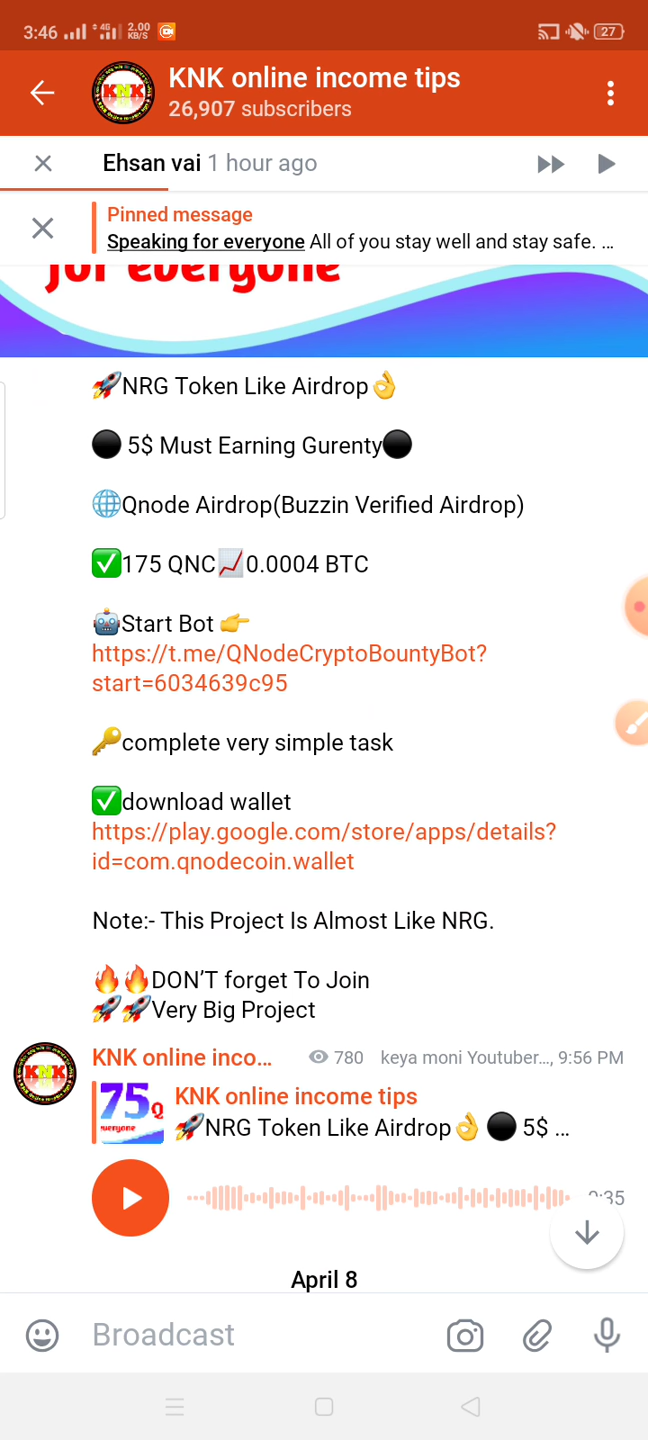 3:46 4G 2.00 KB/S 27
KNK online income tips
26,907 subscribers
Ehsan vai 1 hour ago
Pinned message
Speaking for everyone All of you stay well and stay safe. ...
for everyone
🚀NRG Token Like Airdrop👌
⚫ 5$ Must Earning Gurenty⚫
🌐Qnode Airdrop(Buzzin Verified Airdrop)
✅175 QNC📈0.0004 BTC
🤖Start Bot 👉
https://t.me/QNodeCryptoBountyBot?
start=6034639c95
🔑complete very simple task
✅download wallet
https://play.google.com/store/apps/details?
id=com.qnodecoin.wallet
Note:- This Project Is Almost Like NRG.
🔥🔥DON’T forget To Join
🚀🚀Very Big Project
KNK online inco... 780 keya moni Youtuber..., 9:56 PM
KNK online income tips
🚀NRG Token Like Airdrop👌 ⚫ 5$ ...
75 Q
everyone
0:35
April 8
Broadcast